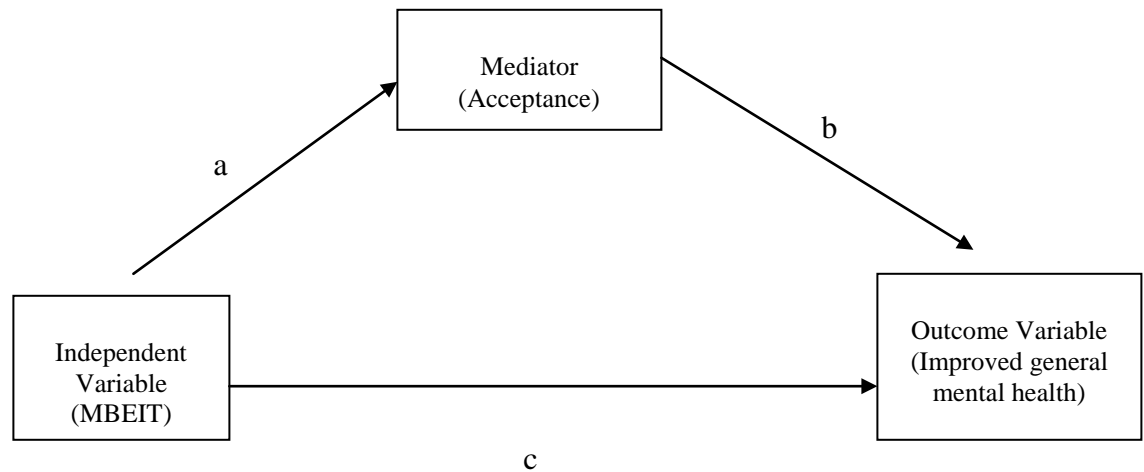 Mediator
(Acceptance)
a
b
Independent
Variable
(MBEIT)
Outcome Variable
(Improved general
mental health)
c